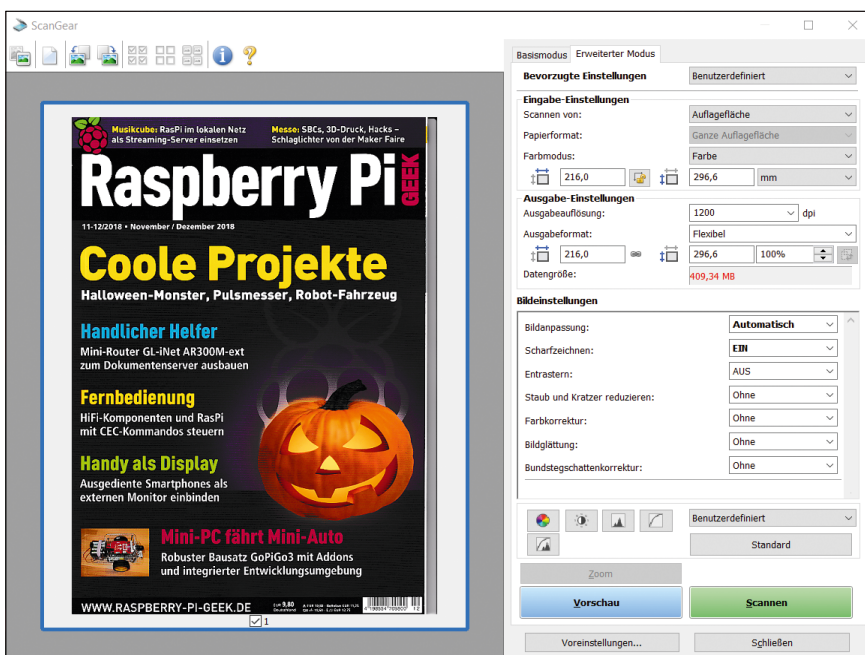 ScanGear
Musikcube: RasPi im lokalen Netz
als Streaming-Server einsetzen
Messe: SBCs, 3D-Druck, Hacks –
Schlaglichter von der Maker Faire
Raspberry Pi
GEEK
11-12/2018 • November / Dezember 2018
Coole Projekte
Halloween-Monster, Pulsmesser, Robot-Fahrzeug
Handlicher Helfer
Mini-Router GL-iNet AR300M-ext
zum Dokumentenserver ausbauen
Fernbedienung
HiFi-Komponenten und RasPi
mit CEC-Kommandos steuern
Handy als Display
Ausgediente Smartphones als
externen Monitor einbinden
Mini-PC fährt Mini-Auto
Robuster Bausatz GoPiGo3 mit Addons
und integrierter Entwicklungsumgebung
WWW.RASPBERRY-PI-GEEK.DE
EUR 9,80
Deutschland
1
Basismodus
Erweiterter Modus
Bevorzugte Einstellungen
Benutzerdefiniert
Eingabe-Einstellungen
Scannen von:
Auflagefläche
Papierformat:
Ganze Auflagefläche
Farbmodus:
Farbe
216,0
296,6
mm
Ausgabe-Einstellungen
Ausgabeauflösung:
1200
dpi
Ausgabeformat:
Flexibel
216,0
296,6
100%
Datengröße:
409,34 MB
Bildeinstellungen
Bildanpassung:
Automatisch
Scharfzeichnen:
EIN
Entrastern:
AUS
Staub und Kratzer reduzieren:
Ohne
Farbkorrektur:
Ohne
Bildglättung:
Ohne
Bundstegschattenkorrektur:
Ohne
Benutzerdefiniert
Standard
Zoom
Vorschau
Scannen
Voreinstellungen...
Schließen